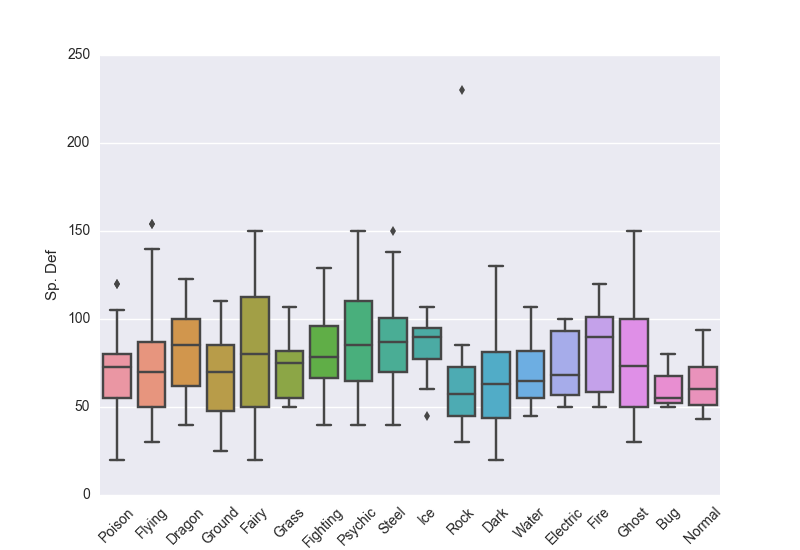 250
200
150
100
50
0
Sp. Def
Poison
Flying
Dragon
Ground
Fairy
Grass
Fighting
Psychic
Steel
Ice
Rock
Dark
Water
Electric
Fire
Ghost
Bug
Normal